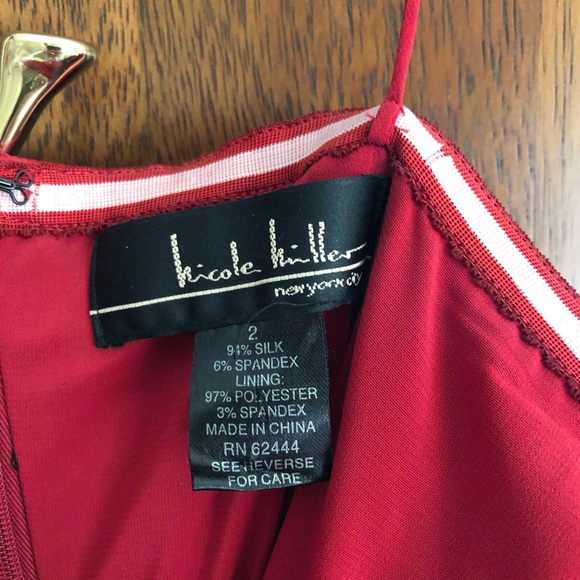 nicole miller
new york city
2
94% SILK
6% SPANDEX
LINING:
97% POLYESTER
3% SPANDEX
MADE IN CHINA
RN 62444
SEE REVERSE
FOR CARE